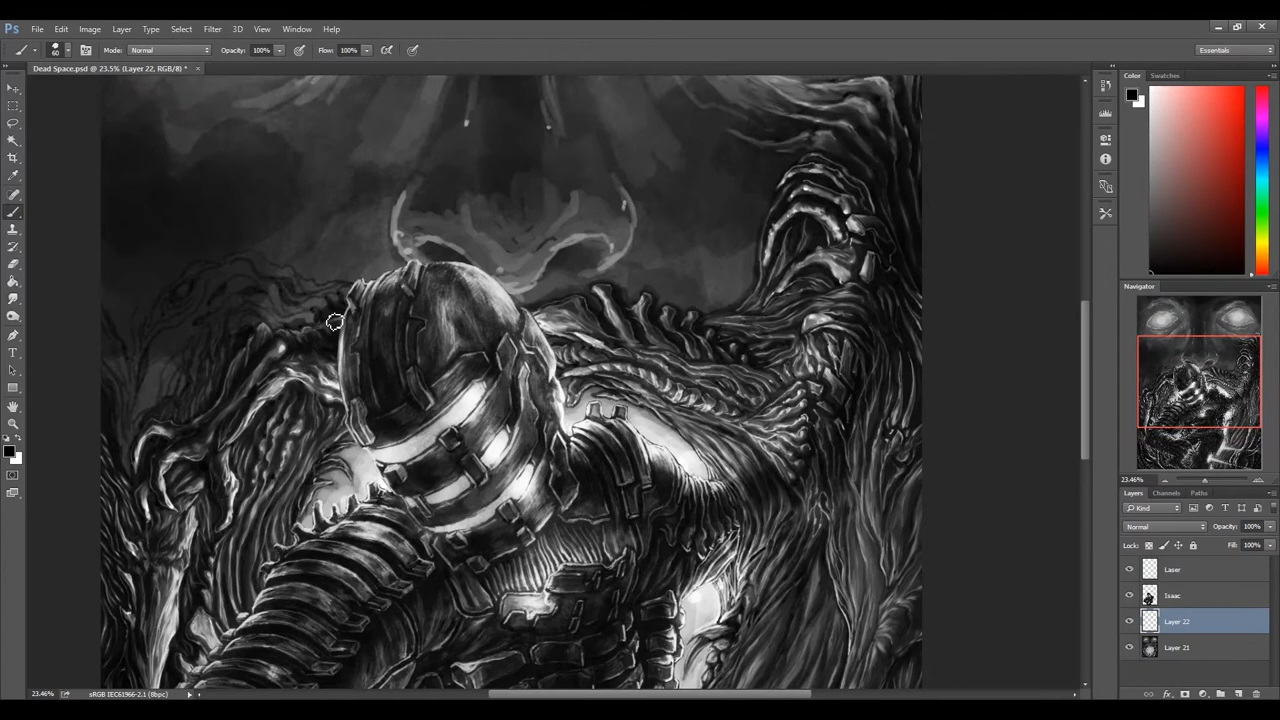 Ps File Edit Image Layer Type Select Filter 3D View Window Help
60 Mode: Normal Opacity: 100% Flow: 100% Essentials
Dead Space.psd @ 23.5% (Layer 22, RGB/8) *
Color Swatches
Navigator
23.46%
Layers Channels Paths
Kind
Normal Opacity: 100%
Lock: Fill: 100%
Laser
Isaac
Layer 22
Layer 21
23.46% sRGB IEC61966-2.1 (8bpc)